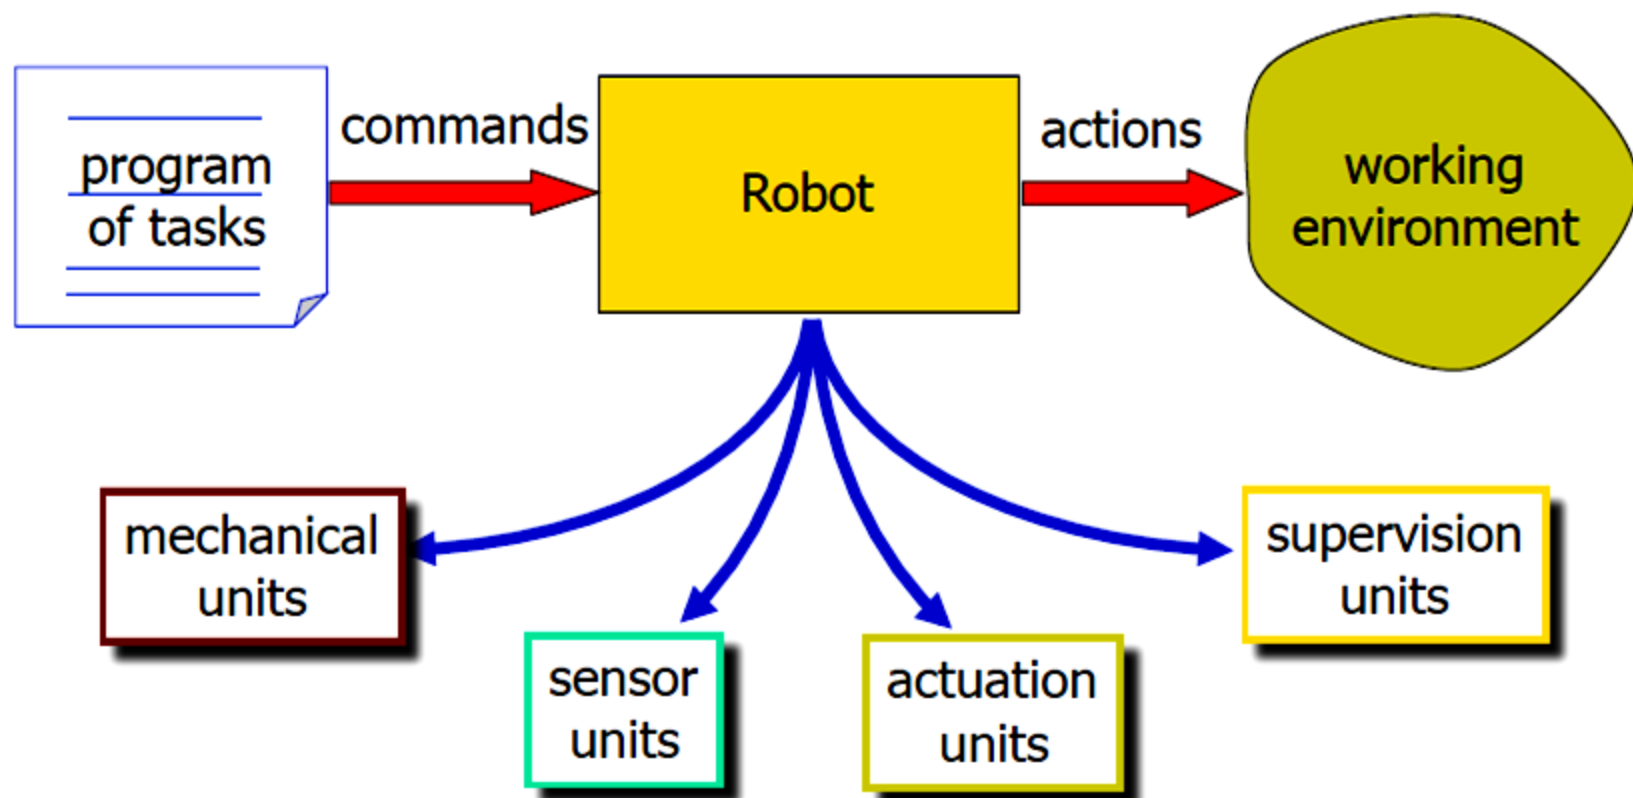 program
of tasks
commands
Robot
actions
working
environment
mechanical
units
sensor
units
actuation
units
supervision
units